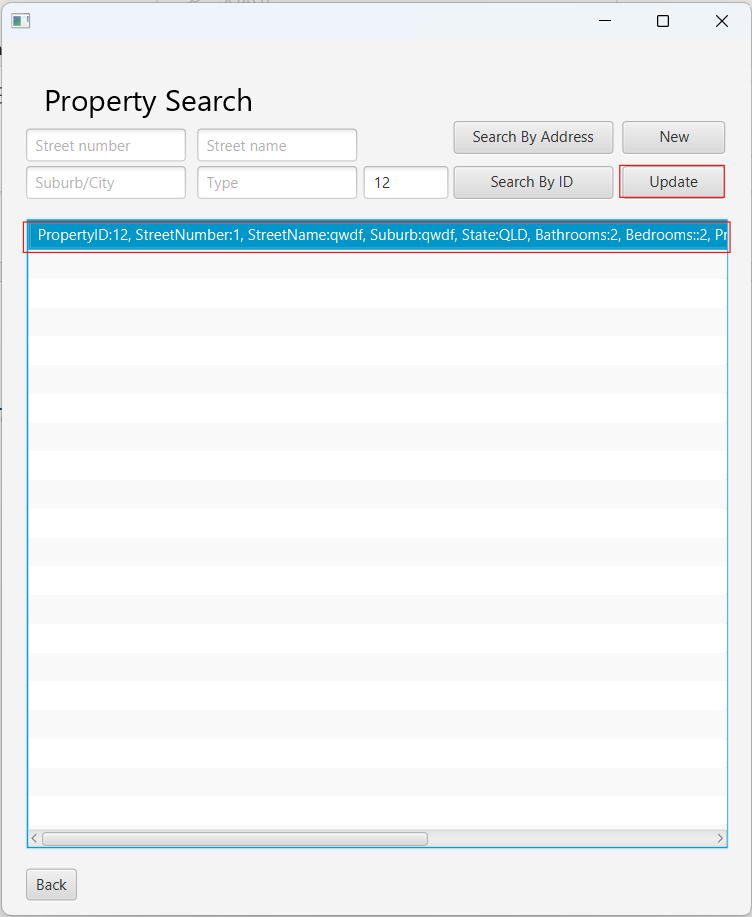 Property Search
Street number Street name Search By Address New
Suburb/City Type 12 Search By ID Update
PropertyID:12, StreetNumber:1, StreetName:qwdf, Suburb:qwdf, State:QLD, Bathrooms:2, Bedrooms::2, Pr
Back